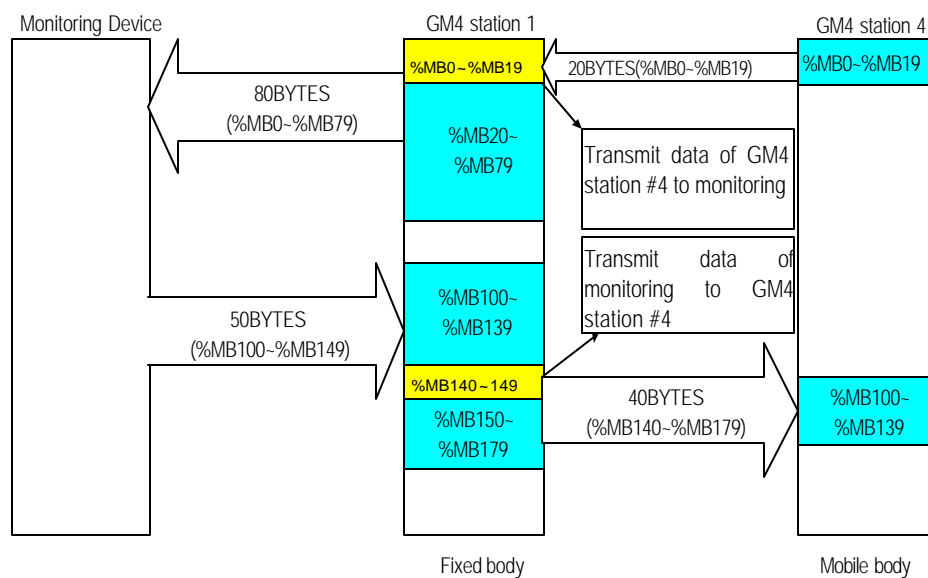 Monitoring Device
GM4 station 1
GM4 station 4
%MB0~%MB19
20BYTES(%MB0~%MB19)
%MB0~%MB19
80BYTES
(%MB0~%MB79)
%MB20~
%MB79
Transmit data of GM4
station #4 to monitoring
Transmit data of
monitoring to GM4
station #4
%MB100~
%MB139
50BYTES
(%MB100~%MB149)
%MB140~149
%MB150~
%MB179
40BYTES
(%MB140~%MB179)
%MB100~
%MB139
Fixed body
Mobile body